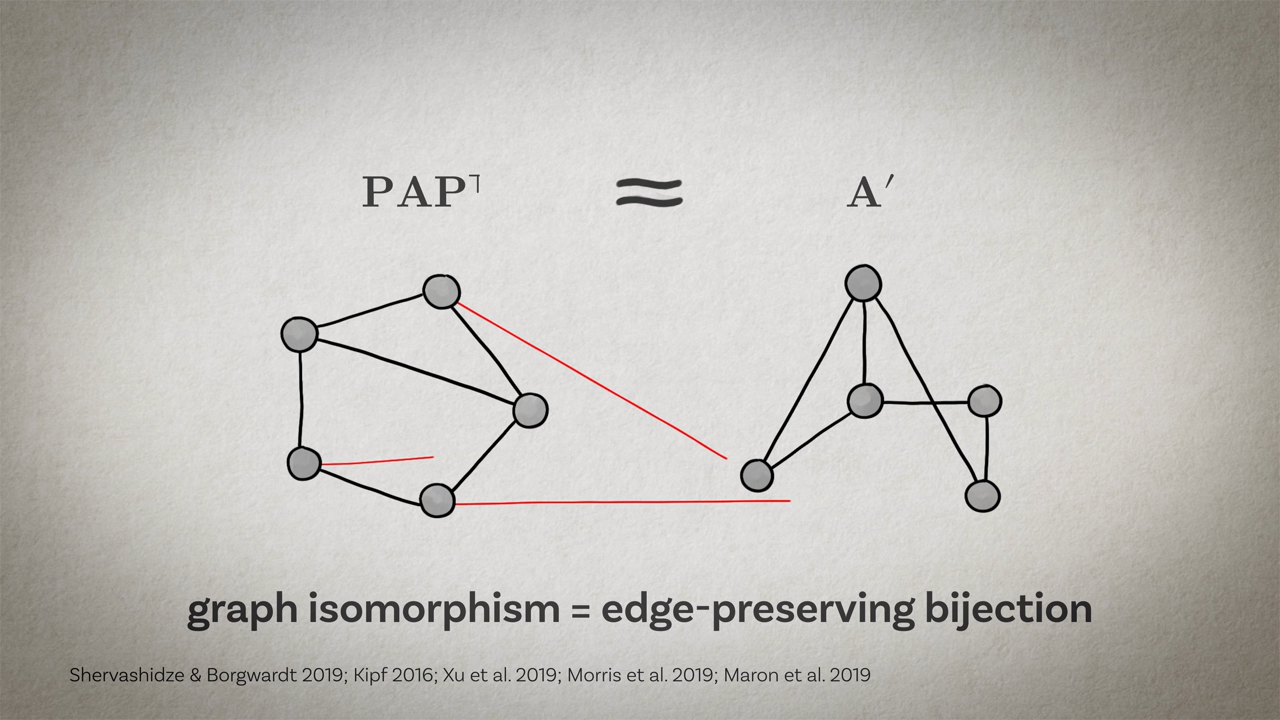 PAP⊤ ≈ A′
graph isomorphism = edge-preserving bijection
Shervashidze & Borgwardt 2019; Kipf 2016; Xu et al. 2019; Morris et al. 2019; Maron et al. 2019